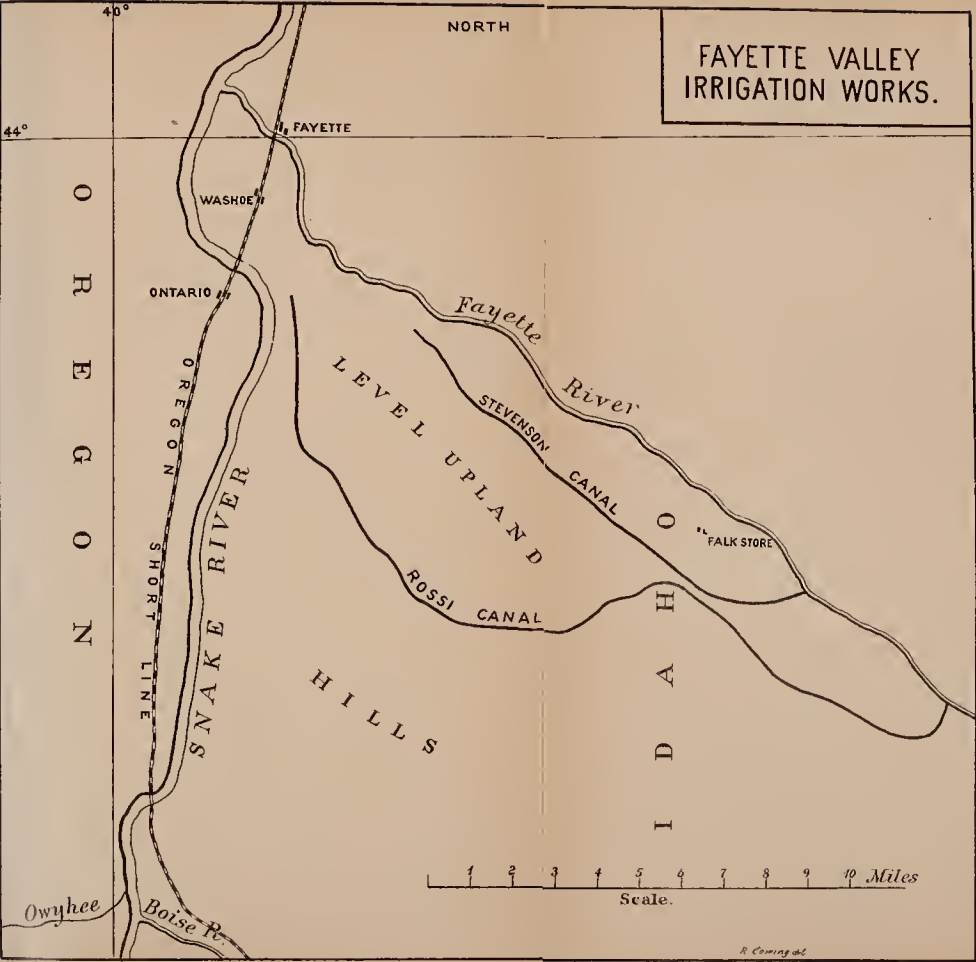 40°
NORTH
FAYETTE VALLEY
IRRIGATION WORKS.
44°
FAYETTE
WASHOE
ONTARIO
OREGON
Fayette River
LEVEL UPLAND
STEVENSON CANAL
OREGON SHORT LINE
SNAKE RIVER
FALK STORE
ROSSI CANAL
HILLS
IDAHO
1 2 3 4 5 6 7 8 9 10 Miles
Scale.
Owyhee
Boise R.